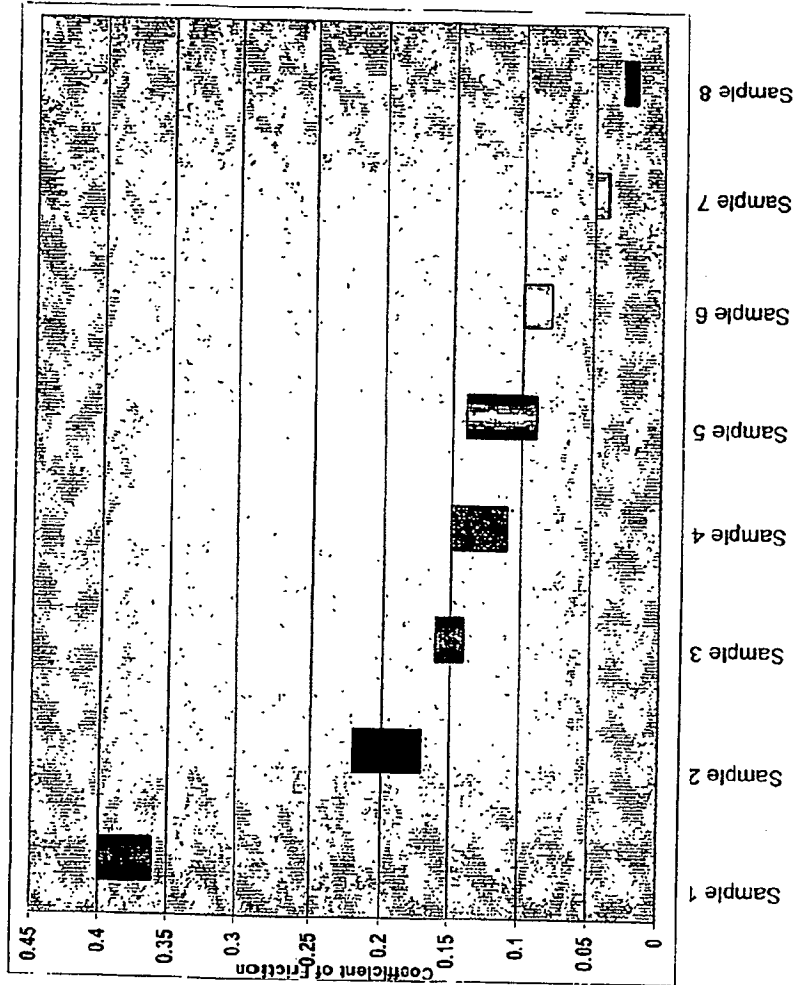 Coefficient of Friction
0.45
0.4
0.35
0.3
0.25
0.2
0.15
0.1
0.05
0
Sample 1
Sample 2
Sample 3
Sample 4
Sample 5
Sample 6
Sample 7
Sample 8